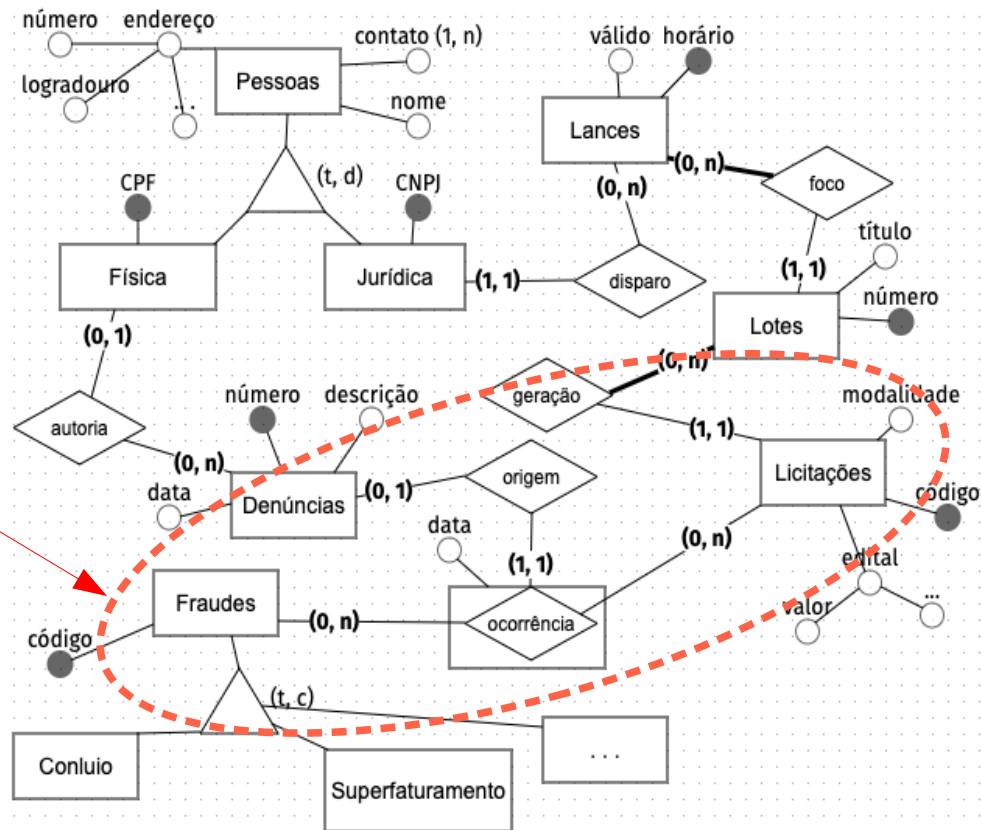 número endereço
contato (1, n)
válido horário
Pessoas
logradouro
...
nome
Lances
(0, n)
(t, d)
(0, n)
foco
CPF
CNPJ
título
Física
Jurídica
(1, 1)
disparo
(1, 1)
número
Lotes
(0, 1)
(0, n)
número descrição
geração
modalidade
autoria
(1, 1)
(0, n)
origem
Licitações
data
Denúncias
(0, 1)
código
data
(0, n)
(1, 1)
edital
Fraudes
(0, n)
ocorrência
valor
...
código
(t, c)
...
Conluio
Superfaturamento